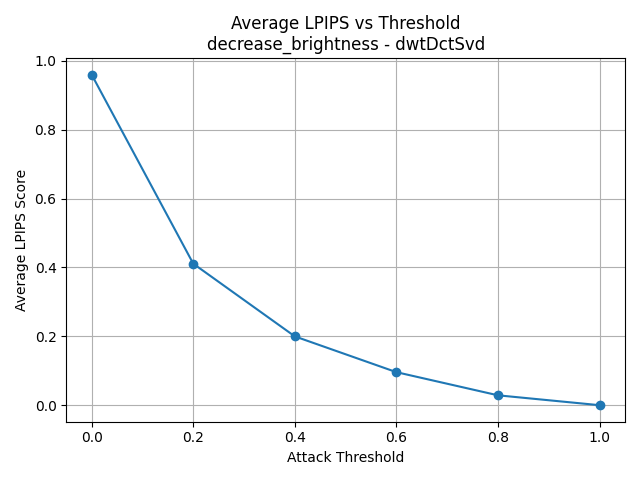 Average LPIPS vs Threshold
decrease_brightness - dwtDctSvd
1.0
0.8
0.6
0.4
0.2
0.0
Average LPIPS Score
0.0 0.2 0.4 0.6 0.8 1.0
Attack Threshold